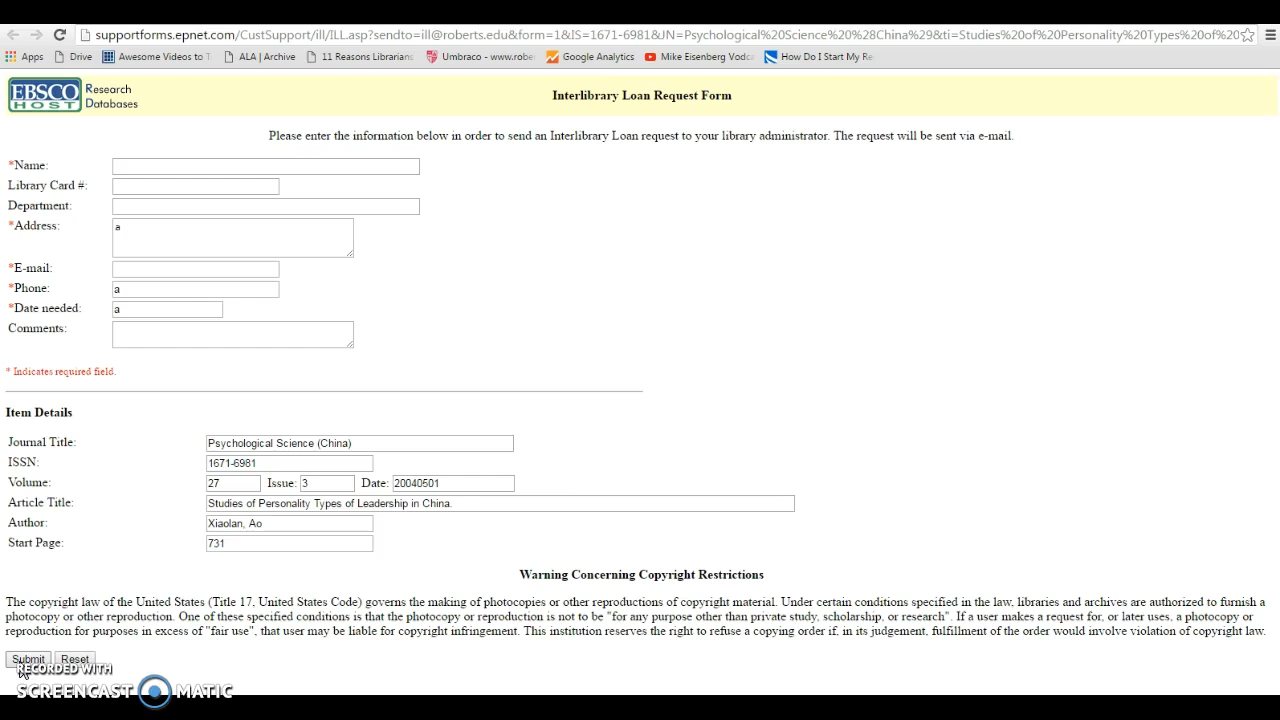 supportforms.epnet.com/CustSupport/ill/ILL.asp?sendto=ill@roberts.edu&form=1&IS=1671-6981&JN=Psychological%20Science%20%28China%29&ti=Studies%20of%20Personality%20Types%20of%20
Apps Drive Awesome Videos to T ALA | Archive 11 Reasons Librarians Umbraco - www.robe Google Analytics Mike Eisenberg Vodca How Do I Start My Re
EBSCO HOST Research Databases
Interlibrary Loan Request Form
Please enter the information below in order to send an Interlibrary Loan request to your library administrator. The request will be sent via e-mail.
*Name:
Library Card #:
Department:
*Address: a
*E-mail:
*Phone: a
*Date needed: a
Comments:
* Indicates required field.
Item Details
Journal Title: Psychological Science (China)
ISSN: 1671-6981
Volume: 27 Issue: 3 Date: 20040501
Article Title: Studies of Personality Types of Leadership in China.
Author: Xiaolan, Ao
Start Page: 731
Warning Concerning Copyright Restrictions
The copyright law of the United States (Title 17, United States Code) governs the making of photocopies or other reproductions of copyright material. Under certain conditions specified in the law, libraries and archives are authorized to furnish a
photocopy or other reproduction. One of these specified conditions is that the photocopy or reproduction is not to be "for any purpose other than private study, scholarship, or research". If a user makes a request for, or later uses, a photocopy or
reproduction for purposes in excess of "fair use", that user may be liable for copyright infringement. This institution reserves the right to refuse a copying order if, in its judgement, fulfillment of the order would involve violation of copyright law.
Submit Reset
RECORDED WITH
SCREENCAST MATIC